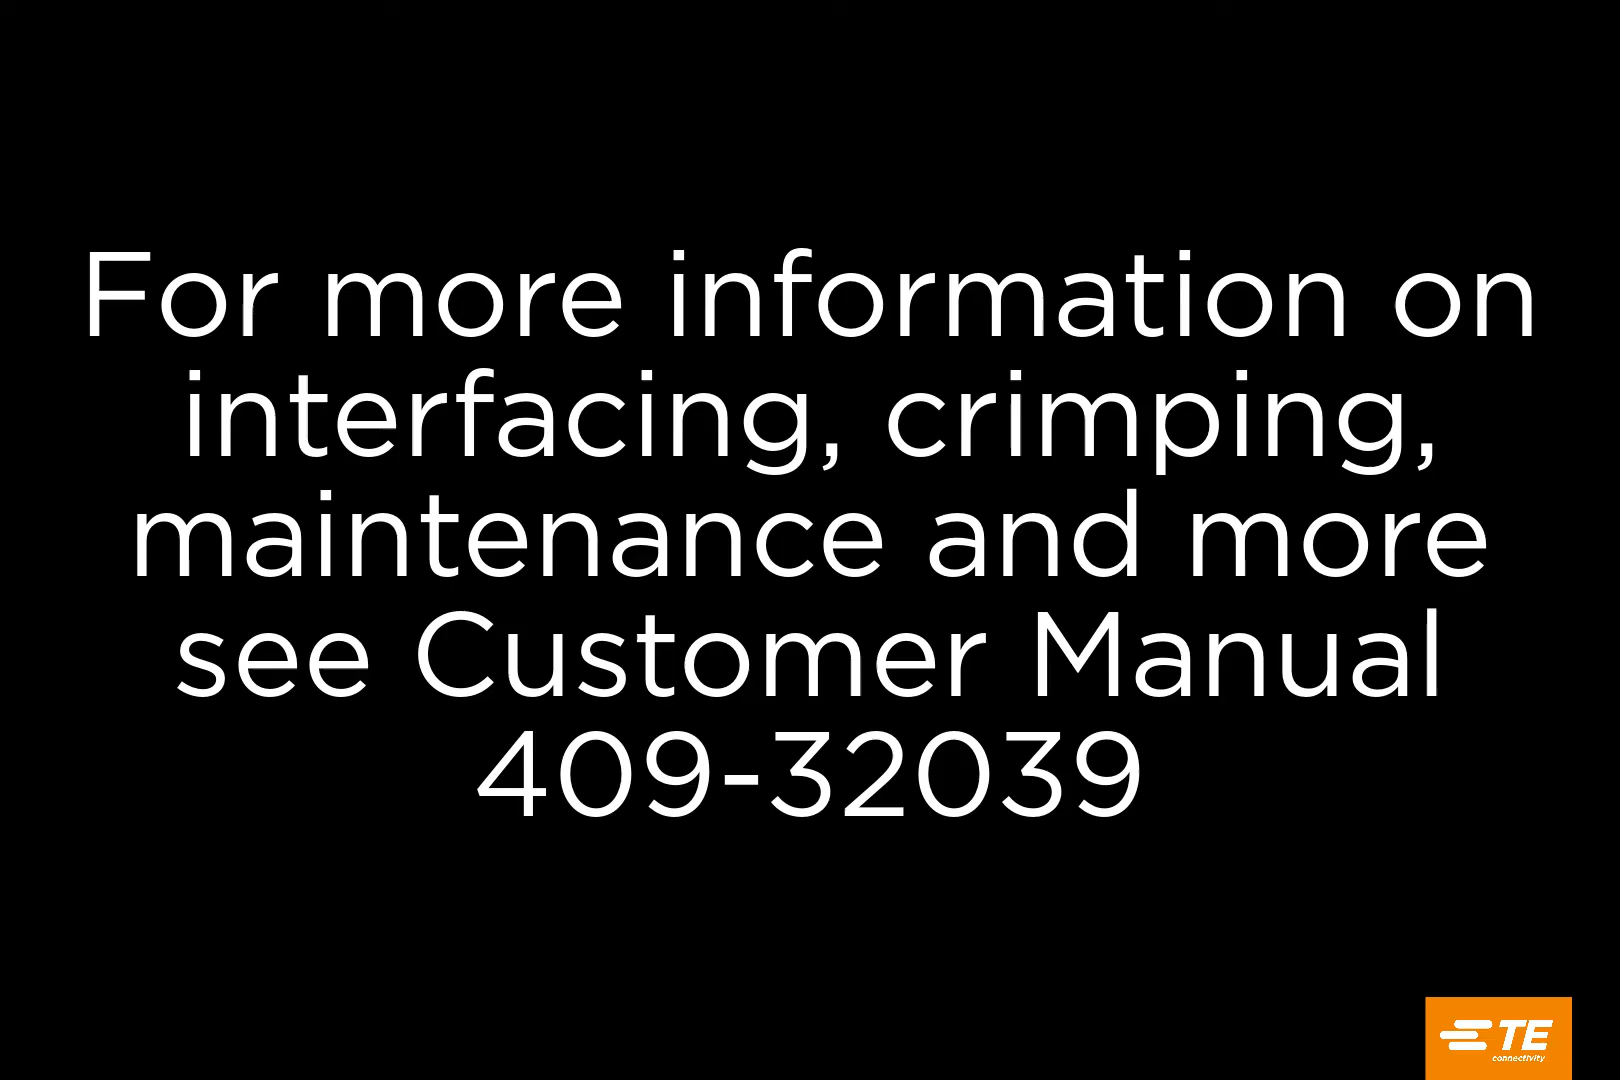 For more information on
interfacing, crimping,
maintenance and more
see Customer Manual
409-32039
TE
connectivity